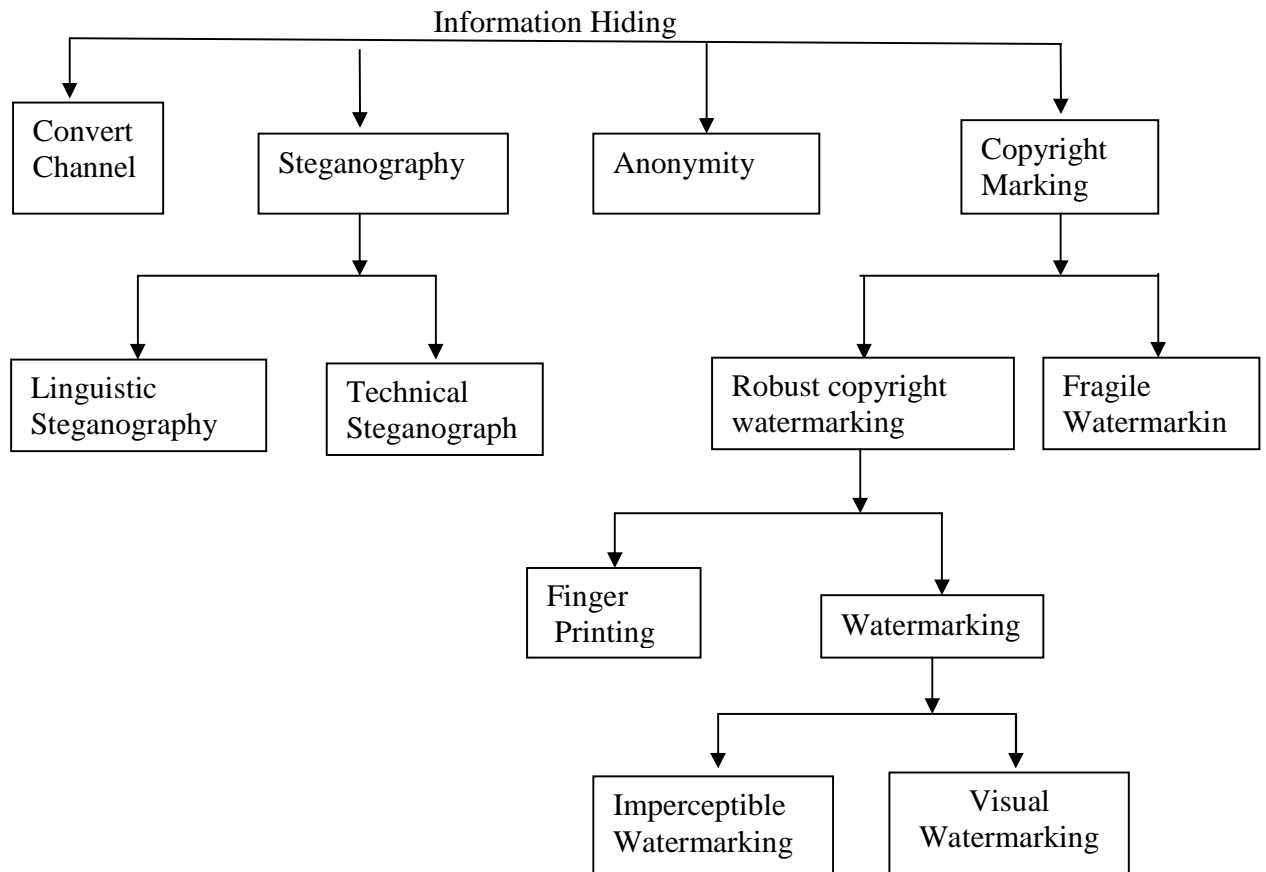 Information Hiding
Convert
Channel
Steganography
Anonymity
Copyright
Marking
Linguistic
Steganography
Technical
Steganograph
Robust copyright
watermarking
Fragile
Watermarkin
Finger
Printing
Watermarking
Imperceptible
Watermarking
Visual
Watermarking